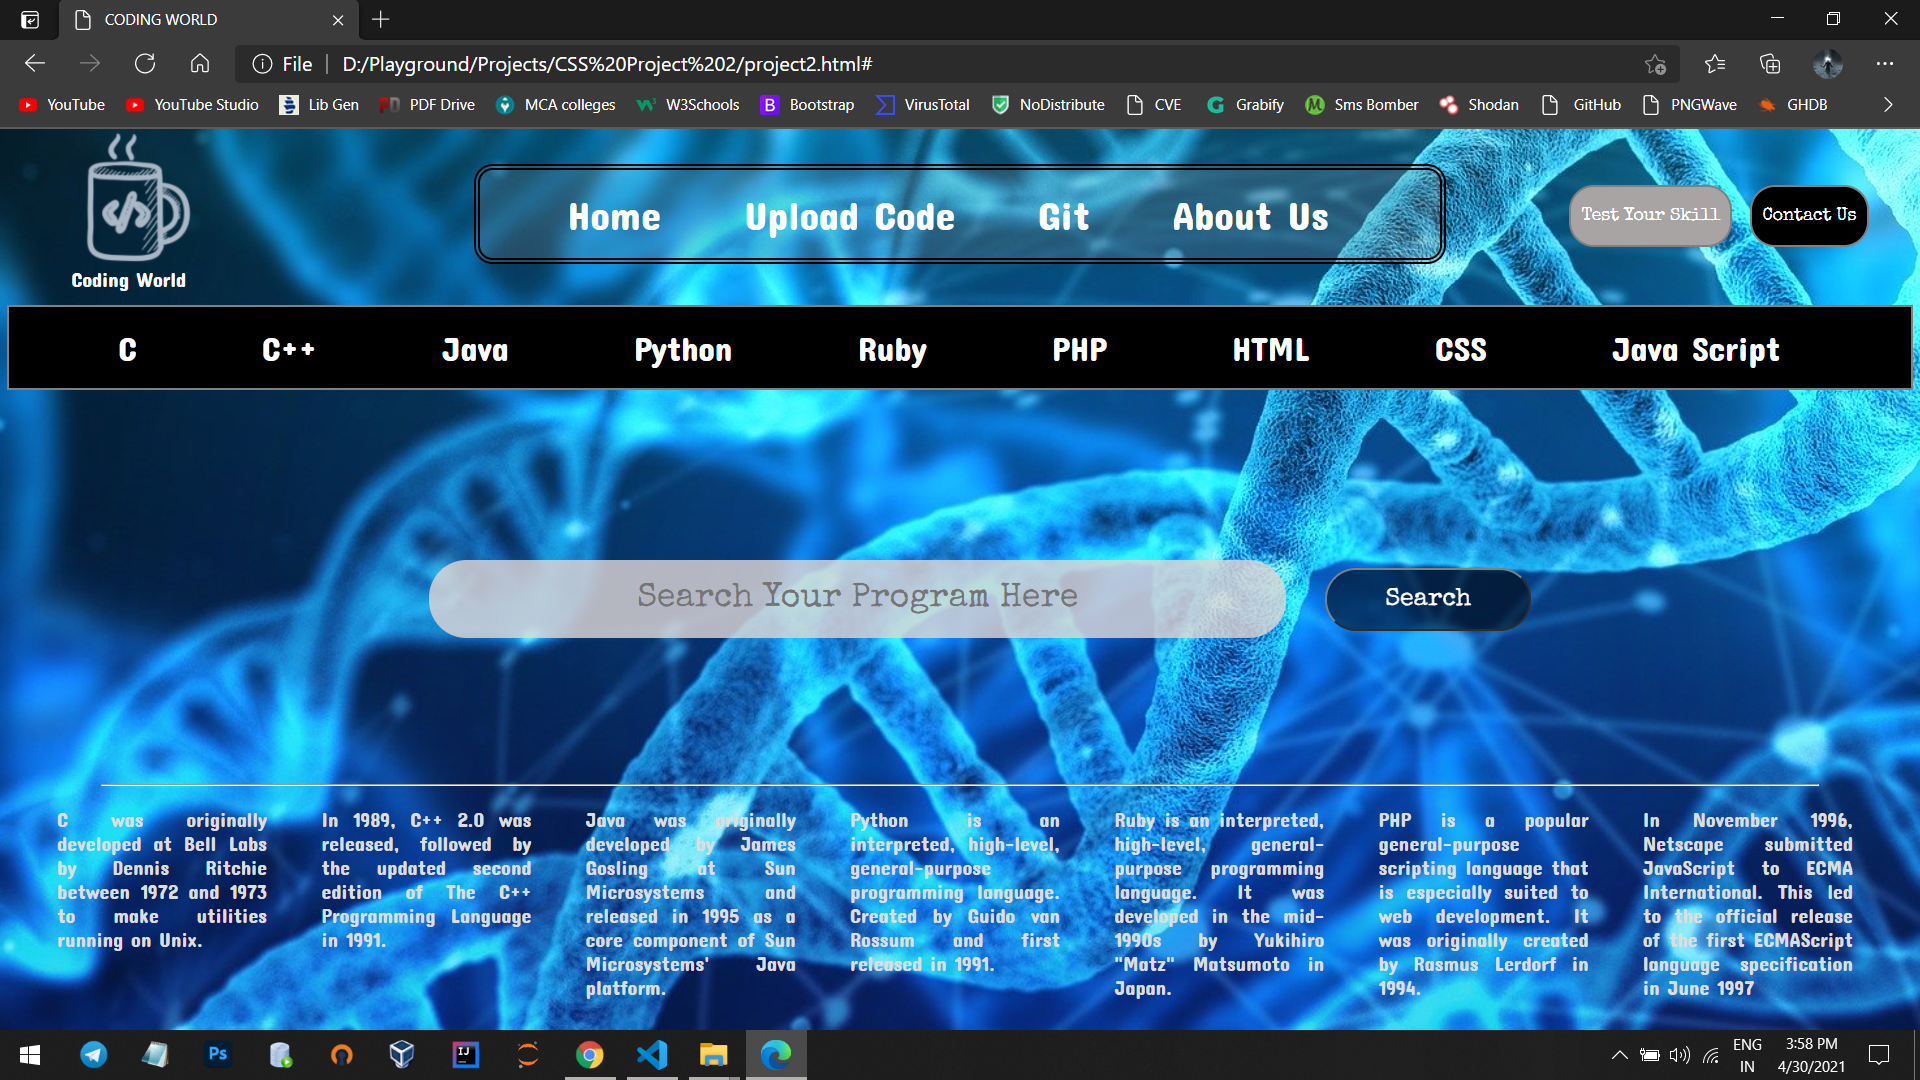 CODING WORLD
File | D:/Playground/Projects/CSS%20Project%202/project2.html#
YouTube YouTube Studio Lib Gen PDF Drive MCA colleges W3Schools Bootstrap VirusTotal NoDistribute CVE Grabify Sms Bomber Shodan GitHub PNGWave GHDB
Home Upload Code Git About Us
Test Your Skill Contact Us
Coding World
C C++ Java Python Ruby PHP HTML CSS Java Script
Search Your Program Here Search
C was originally
developed at Bell Labs
by Dennis Ritchie
between 1972 and 1973
to make utilities
running on Unix.
In 1989, C++ 2.0 was
released, followed by
the updated second
edition of The C++
Programming Language
in 1991.
Java was originally
developed by James
Gosling at Sun
Microsystems and
released in 1995 as a
core component of Sun
Microsystems' Java
platform.
Python is an
interpreted, high-level,
general-purpose
programming language.
Created by Guido van
Rossum and first
released in 1991.
Ruby is an interpreted,
high-level, general-
purpose programming
language. It was
developed in the mid-
1990s by Yukihiro
"Matz" Matsumoto in
Japan.
PHP is a popular
general-purpose
scripting language that
is especially suited to
web development. It
was originally created
by Rasmus Lerdorf in
1994.
In November 1996,
Netscape submitted
JavaScript to ECMA
International. This led
to the official release
of the first ECMAScript
language specification
in June 1997
Ps
IJ
ENG
IN
3:58 PM
4/30/2021